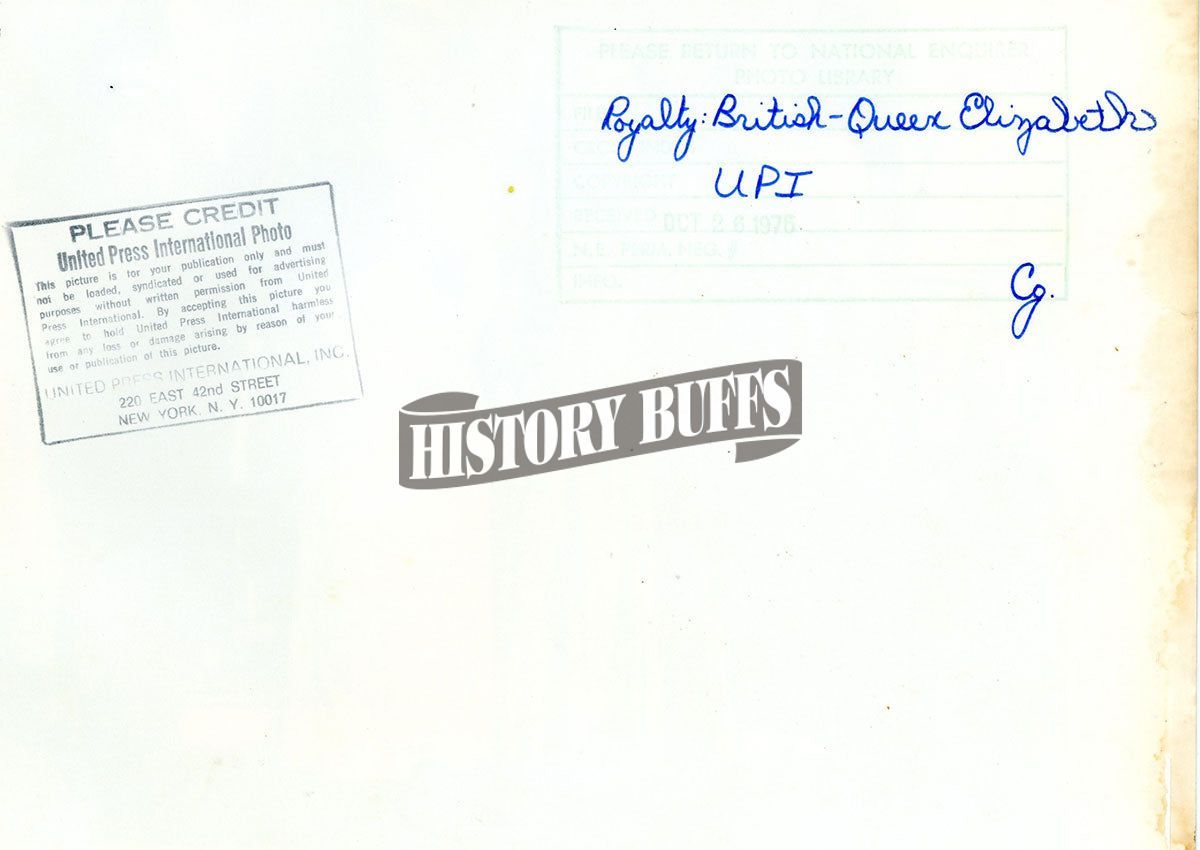 PLEASE RETURN TO NATIONAL ENQUIRER
PHOTO LIBRARY
Royalty: British - Queen Elizabeth
COPYRIGHT
UPI
RECEIVED OCT 26 1976
N.E. PERM. NEG. #
INFO.
Cg.
PLEASE CREDIT
United Press International Photo
This picture is for your publication only and must
not be loaded, syndicated or used for advertising
purposes without written permission from United
Press International. By accepting this picture you
agree to hold United Press International harmless
from any loss or damage arising by reason of your
use or publication of this picture.
UNITED PRESS INTERNATIONAL, INC.
220 EAST 42nd STREET
NEW YORK, N. Y. 10017
HISTORY BUFFS